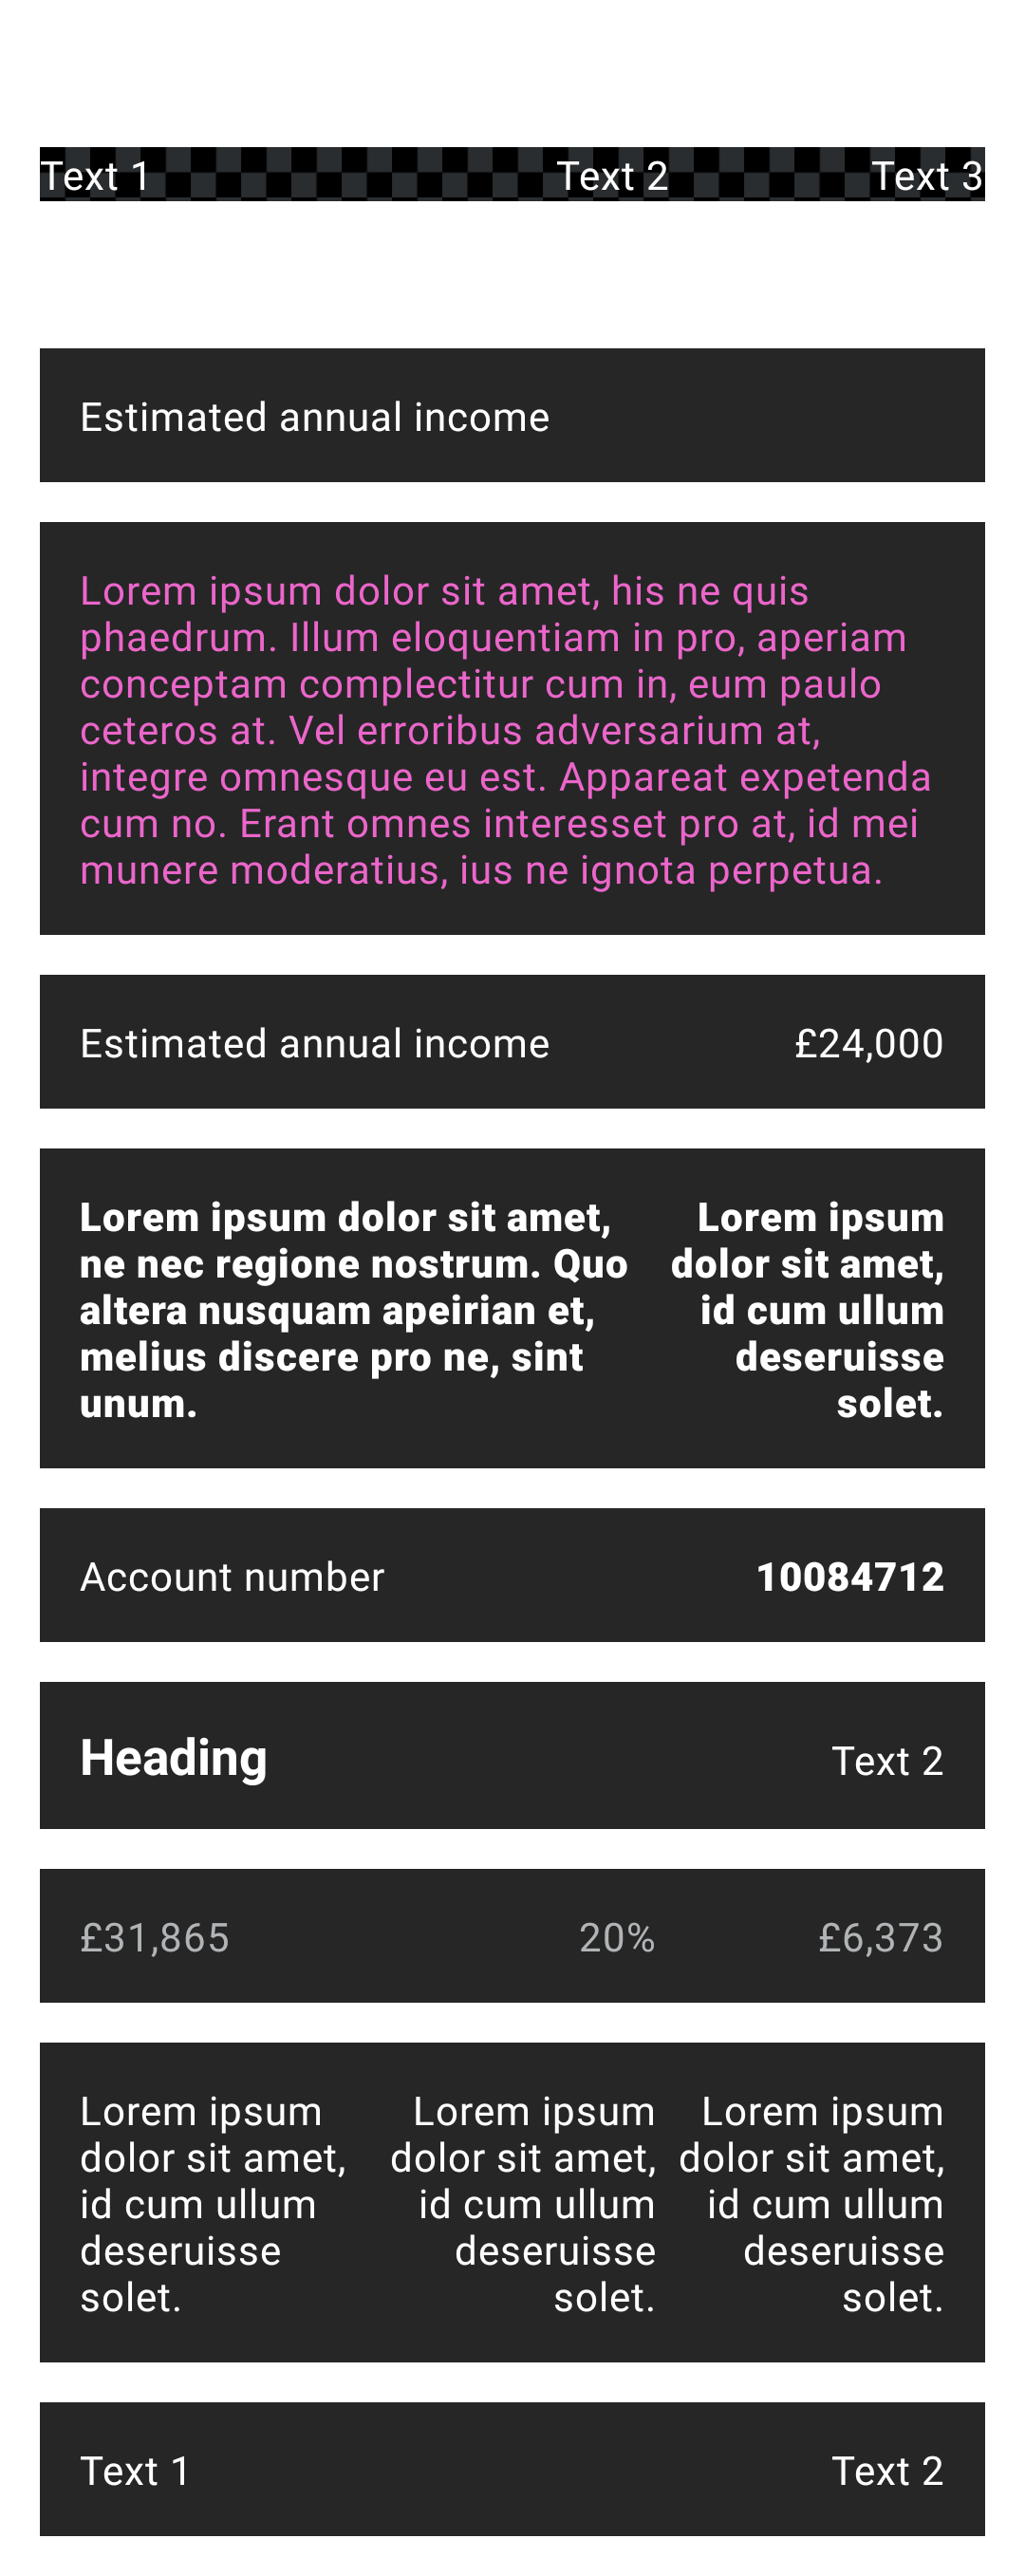 Text 1 Text 2 Text 3
Estimated annual income
Lorem ipsum dolor sit amet, his ne quis
phaedrum. Illum eloquentiam in pro, aperiam
conceptam complectitur cum in, eum paulo
ceteros at. Vel erroribus adversarium at,
integre omnesque eu est. Appareat expetenda
cum no. Erant omnes interesset pro at, id mei
munere moderatius, ius ne ignota perpetua.
Estimated annual income £24,000
Lorem ipsum dolor sit amet,
ne nec regione nostrum. Quo
altera nusquam apeirian et,
melius discere pro ne, sint
unum.
Lorem ipsum
dolor sit amet,
id cum ullum
deseruisse
solet.
Account number 10084712
Heading Text 2
£31,865 20% £6,373
Lorem ipsum
dolor sit amet,
id cum ullum
deseruisse
solet.
Lorem ipsum
dolor sit amet,
id cum ullum
deseruisse
solet.
Lorem ipsum
dolor sit amet,
id cum ullum
deseruisse
solet.
Text 1 Text 2